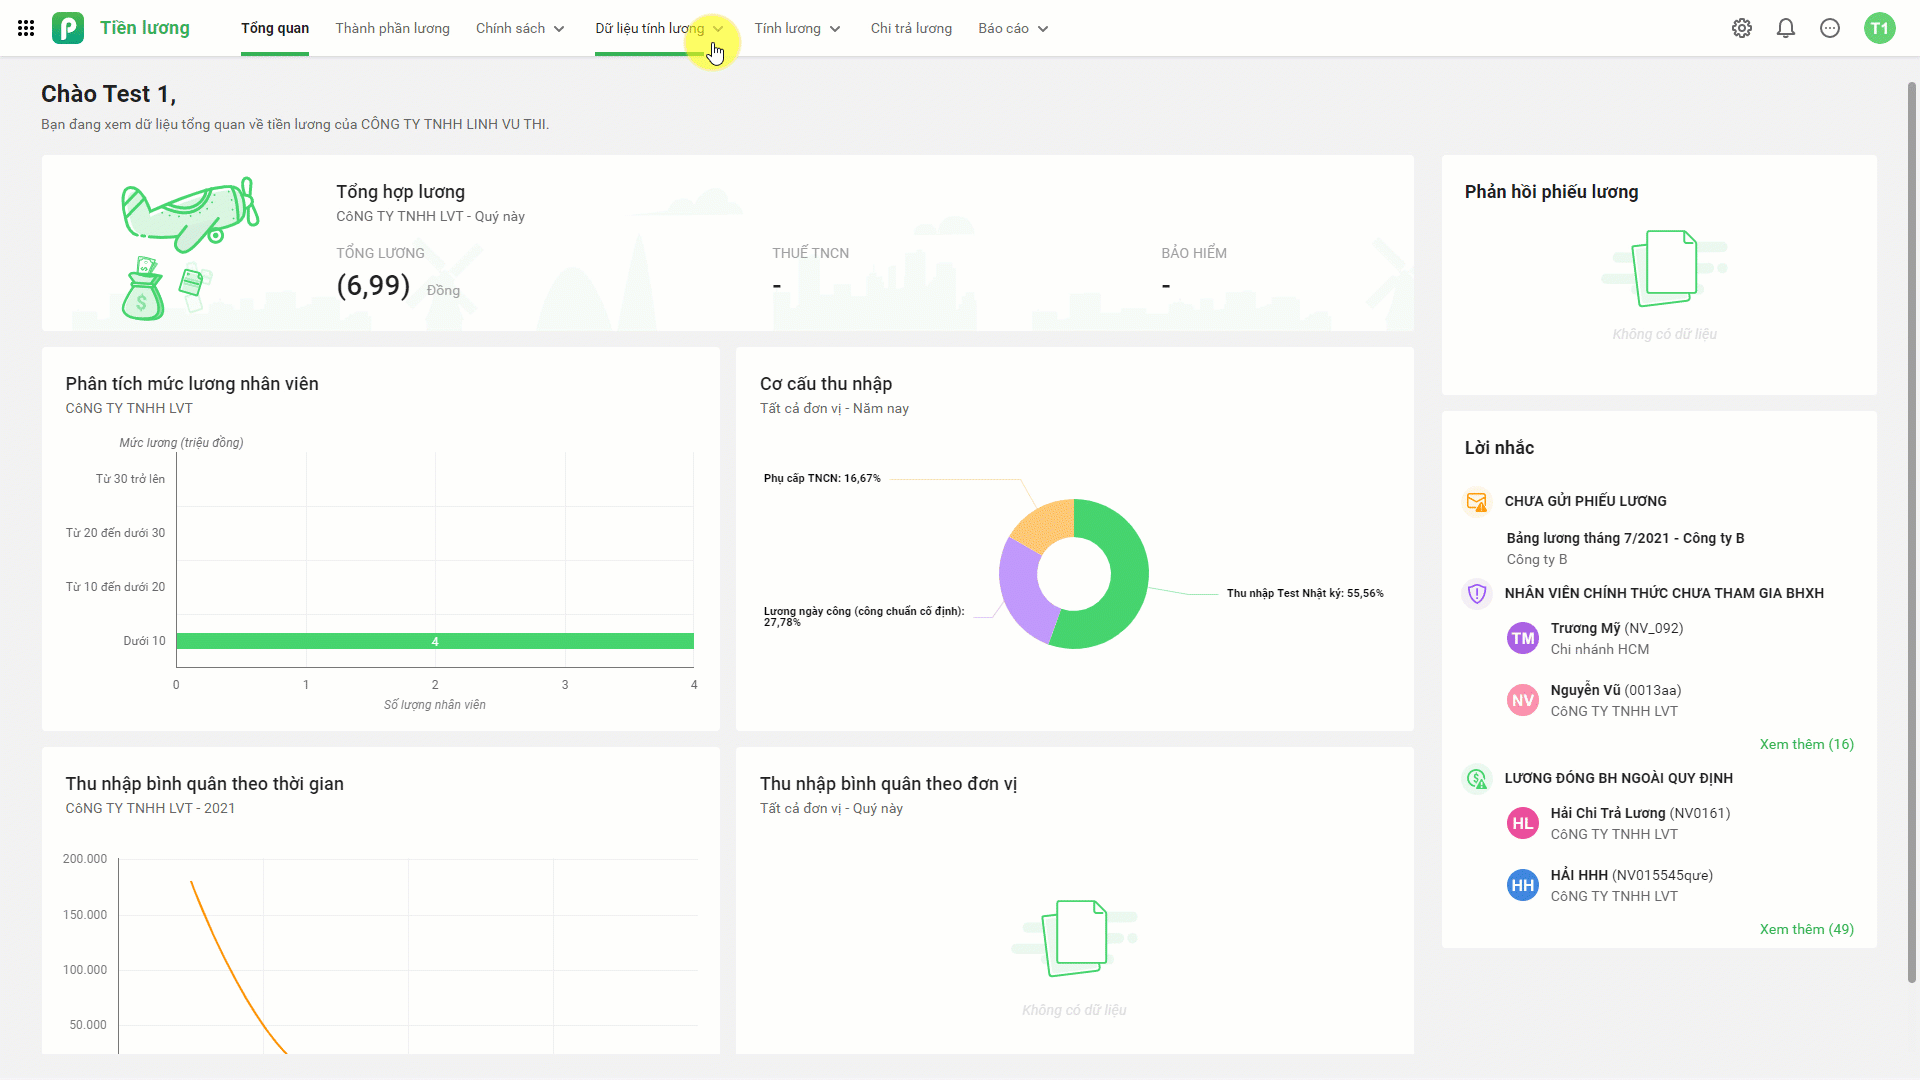 Tiền lương
Tổng quan
Thành phần lương
Chính sách
Dữ liệu tính lương
Tính lương
Chi trả lương
Báo cáo
T1
Chào Test 1,
Bạn đang xem dữ liệu tổng quan về tiền lương của CÔNG TY TNHH LINH VU THI.
Tổng hợp lương
CôNG TY TNHH LVT - Quý này
TỔNG LƯƠNG
(6,99) Đồng
THUẾ TNCN
-
BẢO HIỂM
-
Phân tích mức lương nhân viên
CôNG TY TNHH LVT
Mức lương (triệu đồng)
Từ 30 trở lên
Từ 20 đến dưới 30
Từ 10 đến dưới 20
Dưới 10
4
0 1 2 3 4
Số lượng nhân viên
Cơ cấu thu nhập
Tất cả đơn vị - Năm nay
Phụ cấp TNCN: 16,67%
Thu nhập Test Nhật ký: 55,56%
Lương ngày công (công chuẩn cố định):
27,78%
Thu nhập bình quân theo thời gian
CôNG TY TNHH LVT - 2021
200.000
150.000
100.000
50.000
Thu nhập bình quân theo đơn vị
Tất cả đơn vị - Quý này
Không có dữ liệu
Phản hồi phiếu lương
Không có dữ liệu
Lời nhắc
CHƯA GỬI PHIẾU LƯƠNG
Bảng lương tháng 7/2021 - Công ty B
Công ty B
NHÂN VIÊN CHÍNH THỨC CHƯA THAM GIA BHXH
TM
Trương Mỹ (NV_092)
Chi nhánh HCM
NV
Nguyễn Vũ (0013aa)
CôNG TY TNHH LVT
Xem thêm (16)
LƯƠNG ĐÓNG BH NGOÀI QUY ĐỊNH
HL
Hải Chi Trả Lương (NV0161)
CôNG TY TNHH LVT
HH
HẢI HHH (NV015545qưe)
CôNG TY TNHH LVT
Xem thêm (49)